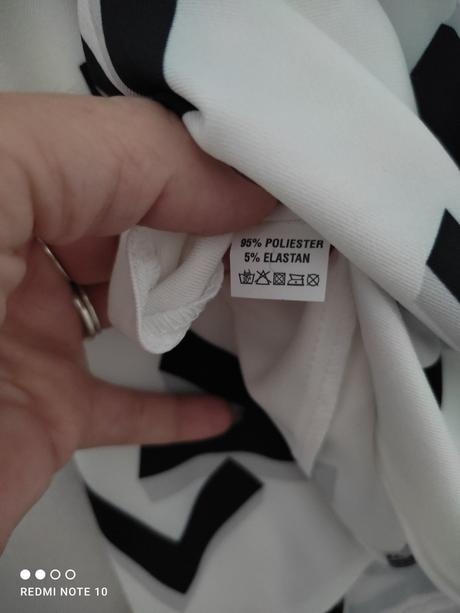 95% POLIESTER
5% ELASTAN
REDMI NOTE 10